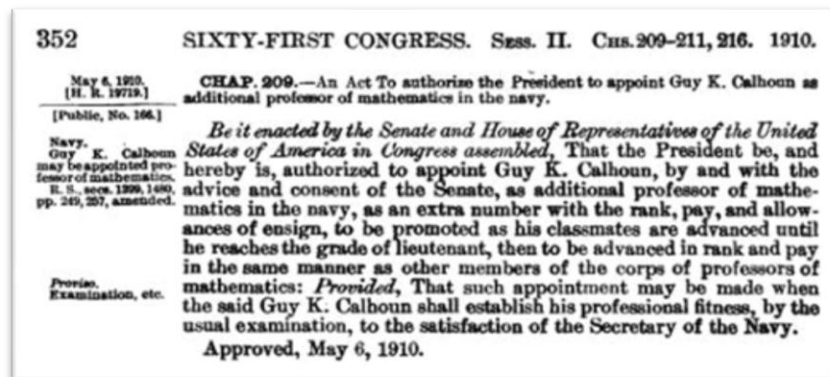 352 SIXTY-FIRST CONGRESS. SESS. II. CHS. 209–211, 216. 1910.
May 6, 1910.
[H. R. 19719.]
[Public, No. 166.]
CHAP. 209.—An Act To authorize the President to appoint Guy K. Calhoun as
additional professor of mathematics in the navy.
Navy.
Guy K. Calhoun
may be appointed pro-
fessor of mathematics.
R. S., secs. 1399, 1480,
pp. 249, 257, amended.
Be it enacted by the Senate and House of Representatives of the United
States of America in Congress assembled, That the President be, and
hereby is, authorized to appoint Guy K. Calhoun, by and with the
advice and consent of the Senate, as additional professor of mathe-
matics in the navy, as an extra number with the rank, pay, and allow-
ances of ensign, to be promoted as his classmates are advanced until
he reaches the grade of lieutenant, then to be advanced in rank and pay
in the same manner as other members of the corps of professors of
mathematics: Provided, That such appointment may be made when
the said Guy K. Calhoun shall establish his professional fitness, by the
usual examination, to the satisfaction of the Secretary of the Navy.
Proviso.
Examination, etc.
Approved, May 6, 1910.